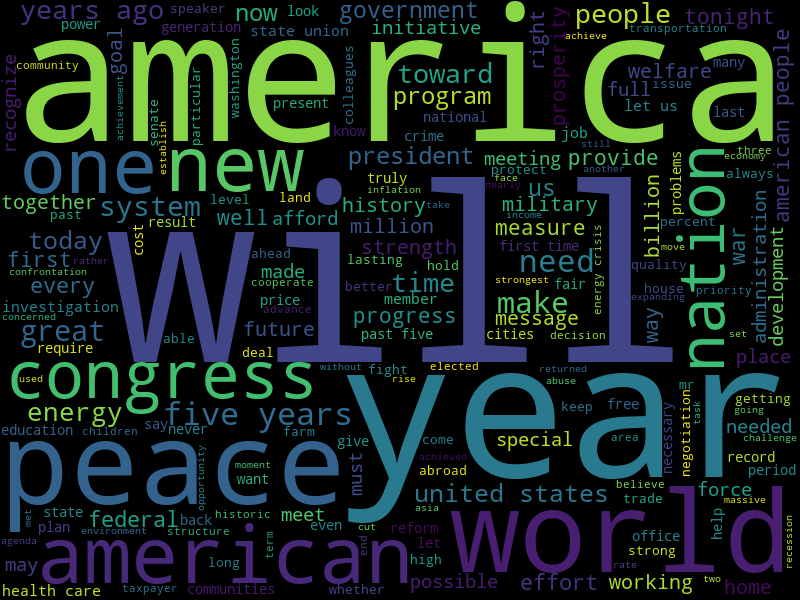 years ago
speaker
now
look
government
people
tonight
power
generation
state union
initiative
transportation
achieve
america
recognize
community
goal
achievement
senate
establish
particular
washington
present
colleagues
toward
program
national
know
crime
right
prosperity
welfare
many
full
issue
let us
last
job
american people
one
new
president
meeting
provide
protect
face
still
another
nearly
nation
problems
three
economy
always
together
past
system
level
land
truly
inflation
take
history
us
military
income
million
billion
percent
well
afford
result
cost
today
first
confrontation
rather
every
concerned
investigation
great
require
will
ahead
cooperate
made
price
future
deal
able
lasting
better
strength
hold
advance
member
progress
past five
time
measure
first time
need
strongest
fair
make
message
cities
decision
energy crisis
move
quality
house
priority
expanding
way
war
administration
development
set
place
congress
used
energy
five years
without
fight
rise
elected
returned
abuse
year
keep
free
mr
getting
going
task
challenge
needed
education
children
say
never
farm
give
come
achieved
special
area
necessary
negotiation
record
period
peace
opportunity
moment
want
must
abroad
believe
united states
trade
force
massive
met
state
plan
federal
back
historic
meet
even
cut
asia
reform
let
high
office
strong
help
agenda
environment
structure
may
american
long
term
end
world
rate
recession
health care
taxpayer
communities
whether
possible
effort
working
two
home